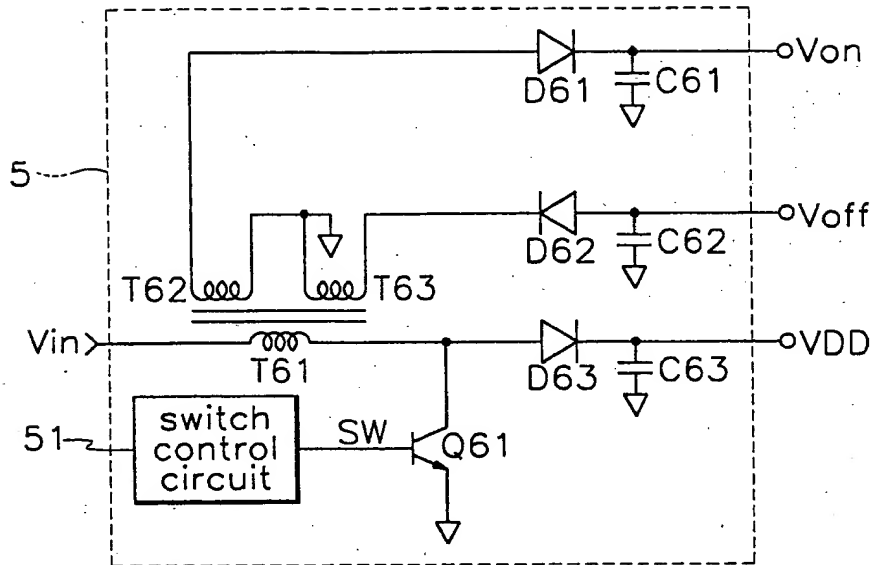 Von
D61
C61
5
Voff
D62
C62
T62
T63
Vin
T61
VDD
D63
C63
51
switch
control
circuit
SW
Q61